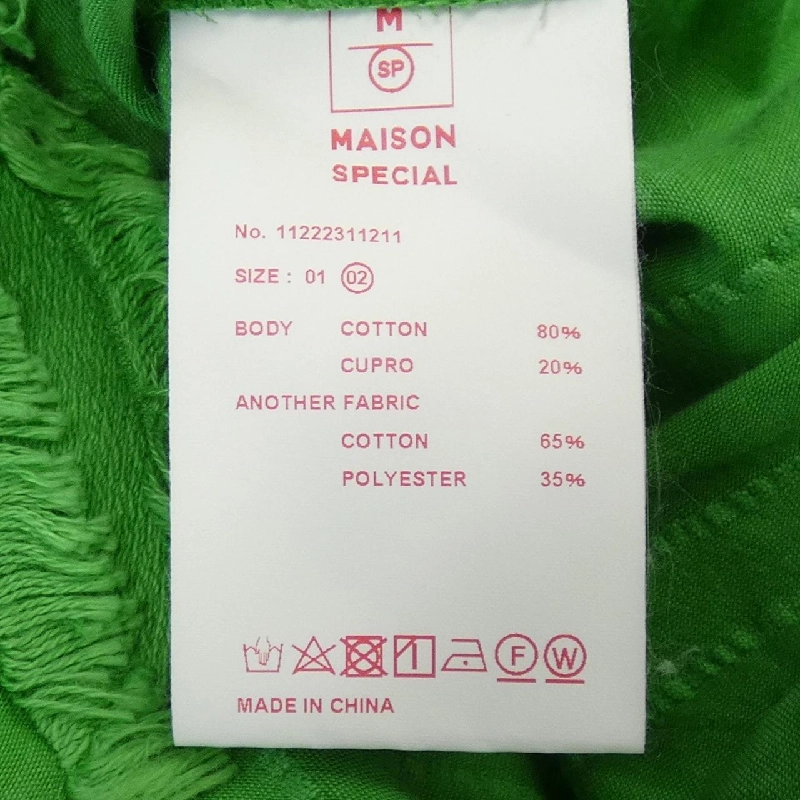 M
SP
MAISON
SPECIAL
No. 11222311211
SIZE : 01 02
BODY COTTON 80%
CUPRO 20%
ANOTHER FABRIC
COTTON 65%
POLYESTER 35%
F W
MADE IN CHINA